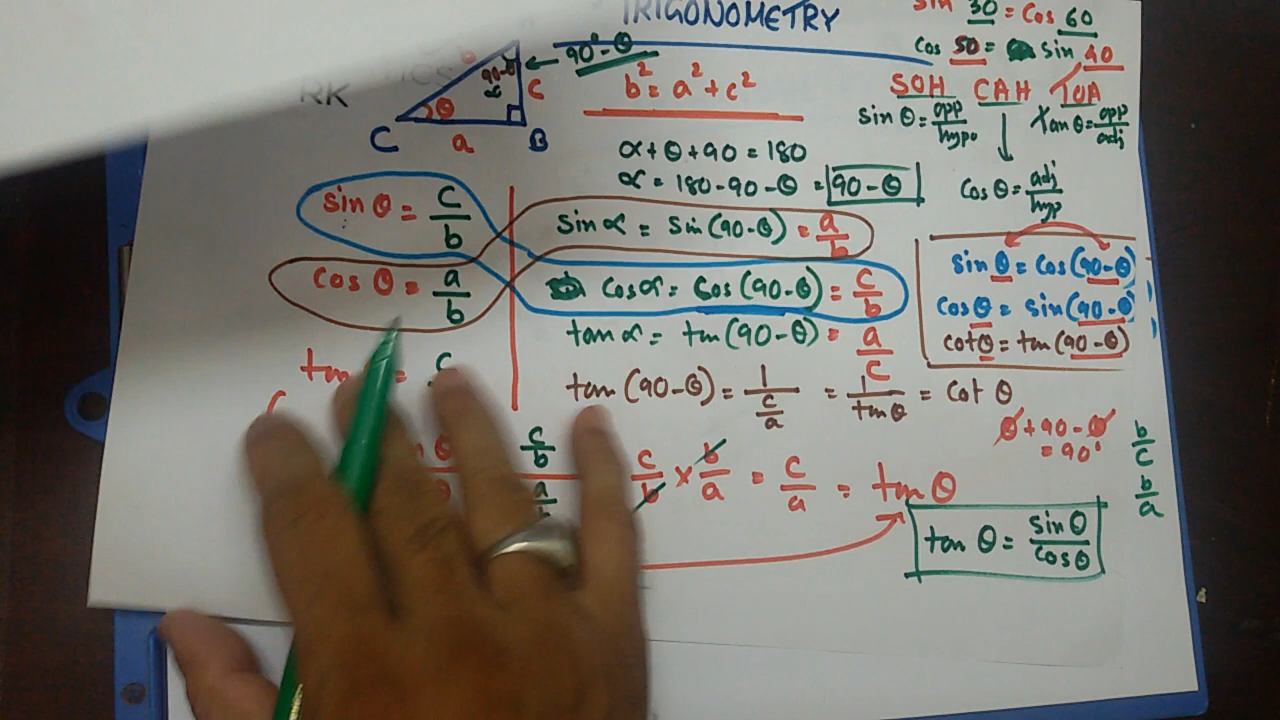 TRIGONOMETRY
sin 30 = cos 60
cos 50 = sin 40
RK
90-θ
90°-θ
α
c
b² = a² + c²
θ
C a B
SOH CAH TOA
sin θ = opp/hypo
tan θ = opp/adj
cos θ = adj/hyp
α + θ + 90 = 180
α = 180 - 90 - θ = 90 - θ
sin θ = c/b
sin α = sin(90-θ) = a/b
cos θ = a/b
cos α = cos(90-θ) = c/b
tan α = tan(90-θ) = a/c
tan (90-θ) = 1/(c/a) = 1/tan θ = cot θ
sin θ = cos(90-θ)
cos θ = sin(90-θ)
cot θ = tan(90-θ)
θ + 90 - θ
= 90°
b/c
b/a
c/b
c/b × b/a = c/a = tan θ
tan θ = sin θ/cos θ